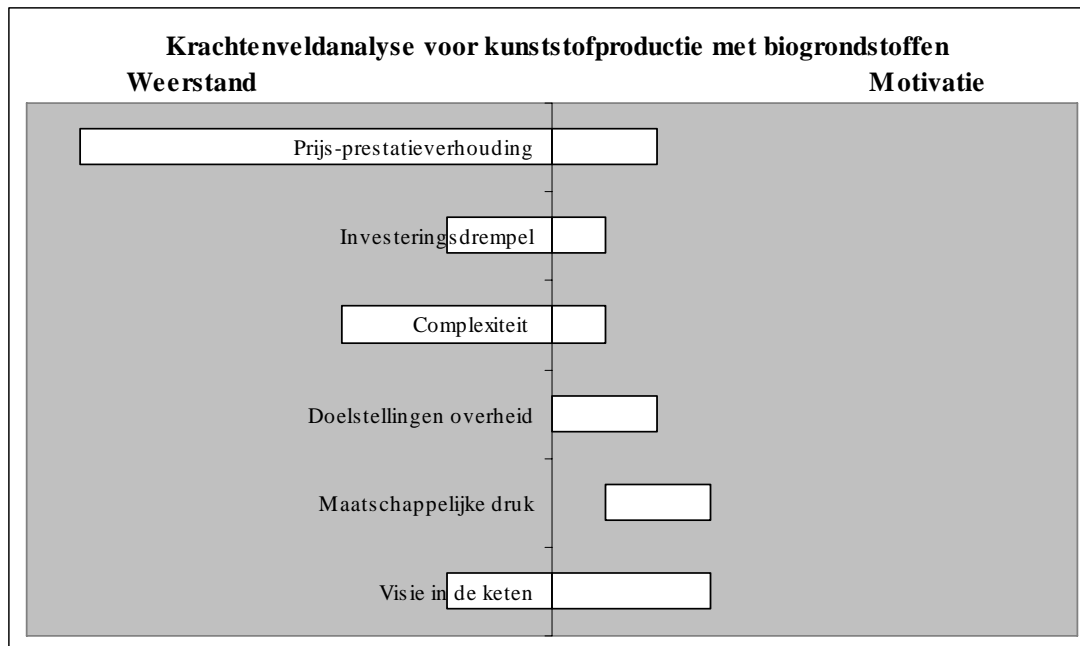 Krachtenveldanalyse voor kunststofproductie met biogrondstoffen
Weerstand Motivatie
Prijs-prestatieverhouding
Investeringsdrempel
Complexiteit
Doelstellingen overheid
Maatschappelijke druk
Visie in de keten